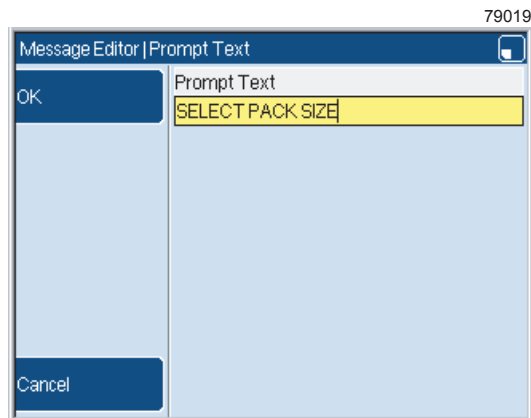 79019
Message Editor | Prompt Text
OK
Prompt Text
SELECT PACK SIZE
Cancel